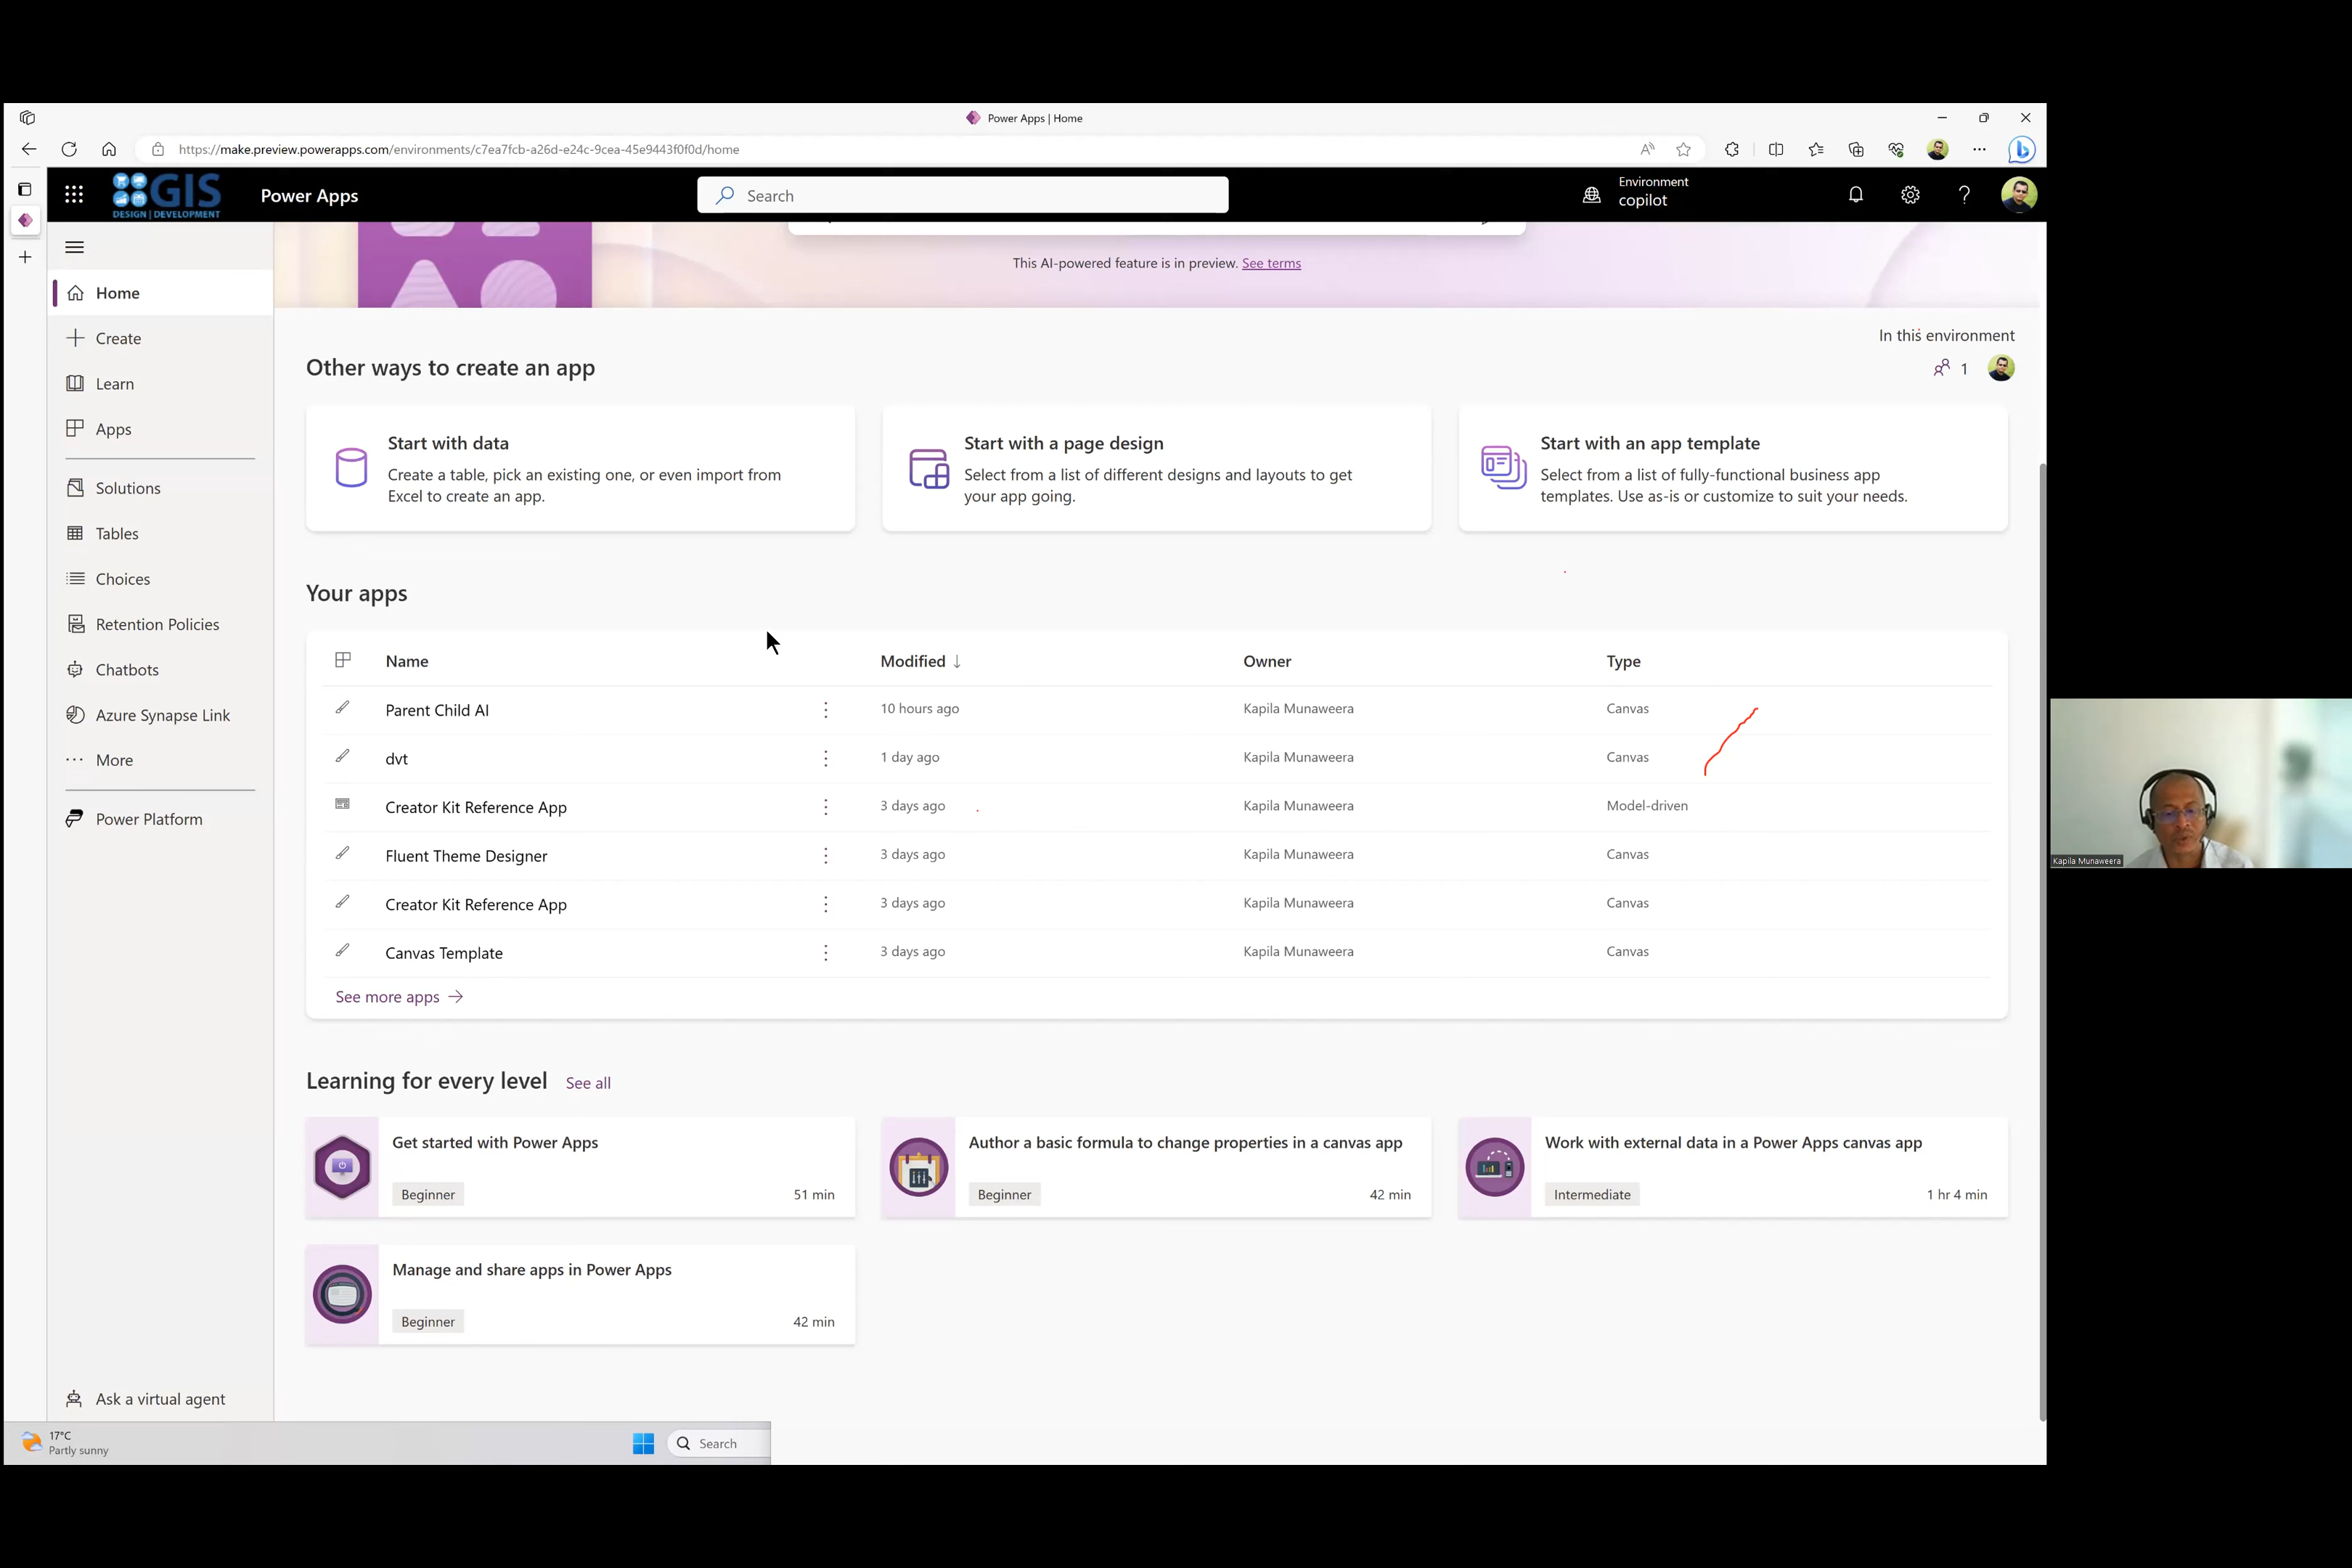 Power Apps | Home
https://make.preview.powerapps.com/environments/c7ea7fcb-a26d-e24c-9cea-45e9443f0f0d/home
GIS
DESIGN | DEVELOPMENT
Power Apps
Search
Environment
copilot
This AI-powered feature is in preview. See terms
Home
Create
Learn
Apps
Solutions
Tables
Choices
Retention Policies
Chatbots
Azure Synapse Link
More
Power Platform
Ask a virtual agent
In this environment
1
Other ways to create an app
Start with data
Create a table, pick an existing one, or even import from
Excel to create an app.
Start with a page design
Select from a list of different designs and layouts to get
your app going.
Start with an app template
Select from a list of fully-functional business app
templates. Use as-is or customize to suit your needs.
Your apps
Name Modified Owner Type
Parent Child AI 10 hours ago Kapila Munaweera Canvas
dvt 1 day ago Kapila Munaweera Canvas
Creator Kit Reference App 3 days ago Kapila Munaweera Model-driven
Fluent Theme Designer 3 days ago Kapila Munaweera Canvas
Creator Kit Reference App 3 days ago Kapila Munaweera Canvas
Canvas Template 3 days ago Kapila Munaweera Canvas
See more apps
Learning for every level See all
Get started with Power Apps
Beginner 51 min
Author a basic formula to change properties in a canvas app
Beginner 42 min
Work with external data in a Power Apps canvas app
Intermediate 1 hr 4 min
Manage and share apps in Power Apps
Beginner 42 min
17°C
Partly sunny
Search
Kapila Munaweera